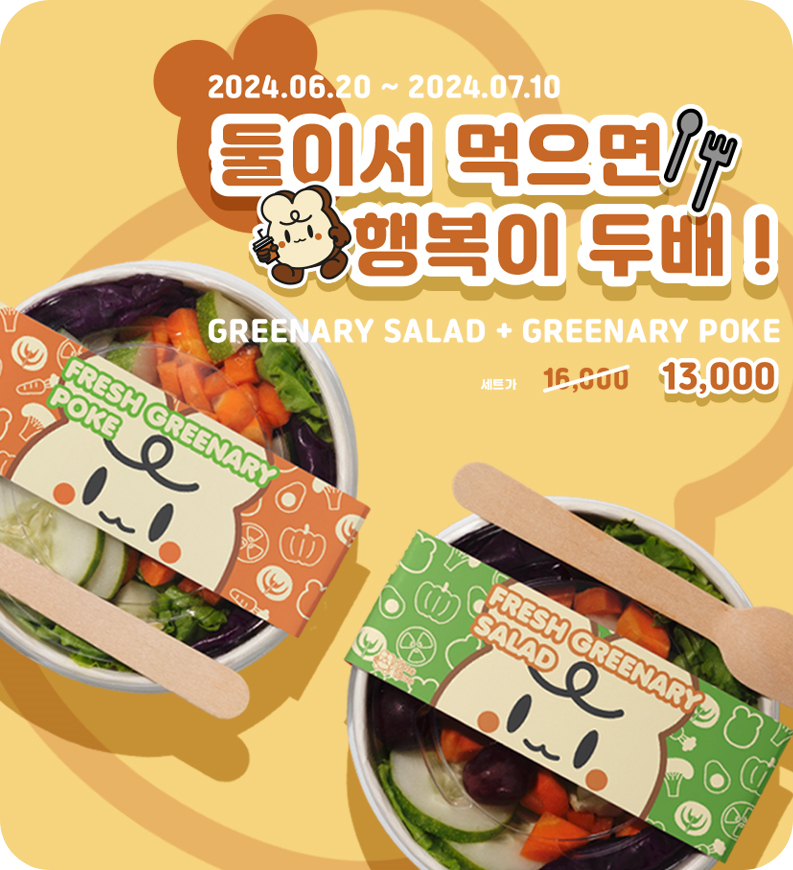 2024.06.20 ~ 2024.07.10
둘이서 먹으면
행복이 두배 !
GREENARY SALAD + GREENARY POKE
세트가 16,000 13,000
FRESH GREENARY
POKE
FRESH GREENARY
SALAD